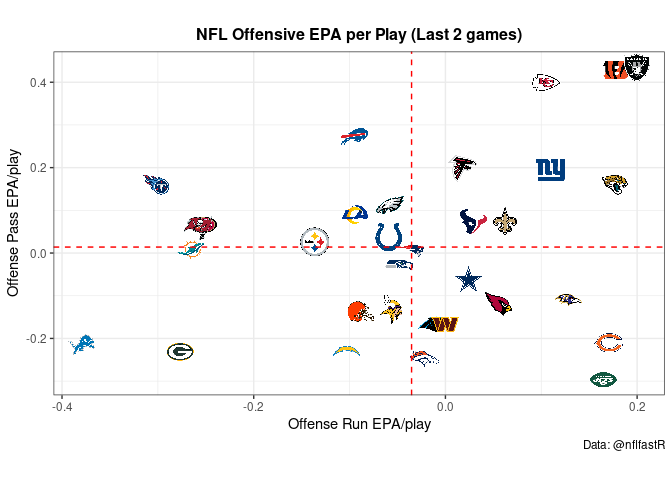 NFL Offensive EPA per Play (Last 2 games)
0.4
0.2
0.0
-0.2
Offense Pass EPA/play
-0.4
-0.2
0.0
0.2
Offense Run EPA/play
Data: @nflfastR
ny